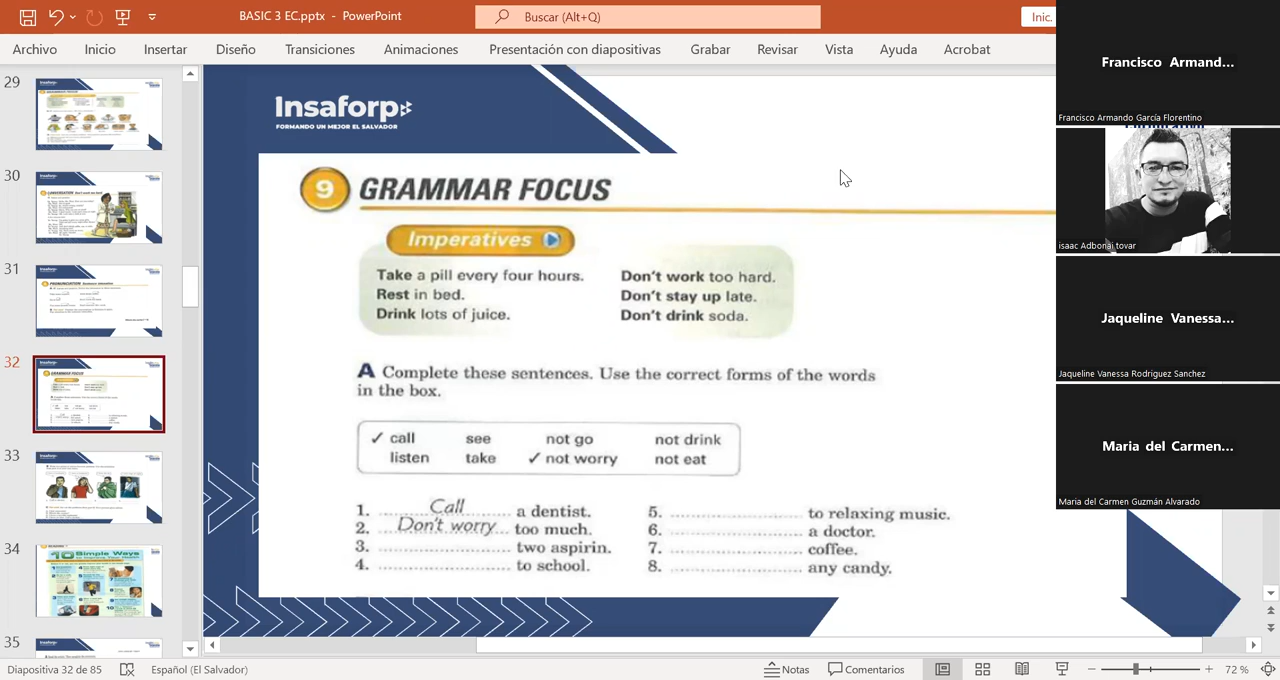 BASIC 3 EC.pptx - PowerPoint
Buscar (Alt+Q)
Inic.
Archivo Inicio Insertar Diseño Transiciones Animaciones Presentación con diapositivas Grabar Revisar Vista Ayuda Acrobat
29
30
31
32
33
34
10 Simple Ways
35
Insaforp
FORMANDO UN MEJOR EL SALVADOR
9 GRAMMAR FOCUS
Imperatives
Take a pill every four hours. Don't work too hard.
Rest in bed. Don't stay up late.
Drink lots of juice. Don't drink soda.
A Complete these sentences. Use the correct forms of the words
in the box.
✓ call see not go not drink
listen take ✓ not worry not eat
1. Call a dentist. 5. .......................... to relaxing music.
2. Don't worry too much. 6. .......................... a doctor.
3. .......................... two aspirin. 7. .......................... coffee.
4. .......................... to school. 8. .......................... any candy.
Francisco Armand...
Francisco Armando García Florentino
isaac Adbonai tovar
Jaqueline Vanessa...
Jaqueline Vanessa Rodriguez Sanchez
Maria del Carmen...
Maria del Carmen Guzmán Alvarado
Diapositiva 32 de 85 Español (El Salvador) Notas Comentarios 72 %